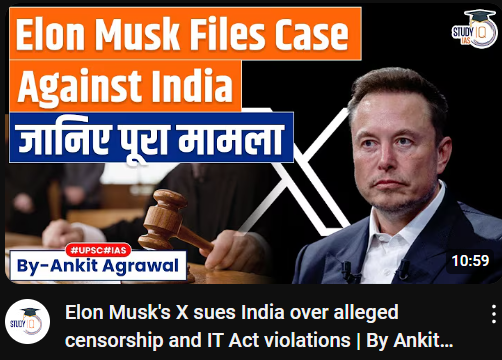 Elon Musk Files Case
Against India
जानिए पूरा मामला
STUDY IQ
IAS
#UPSC#IAS
By-Ankit Agrawal
10:59
STUDY IQ
Elon Musk's X sues India over alleged
censorship and IT Act violations | By Ankit...